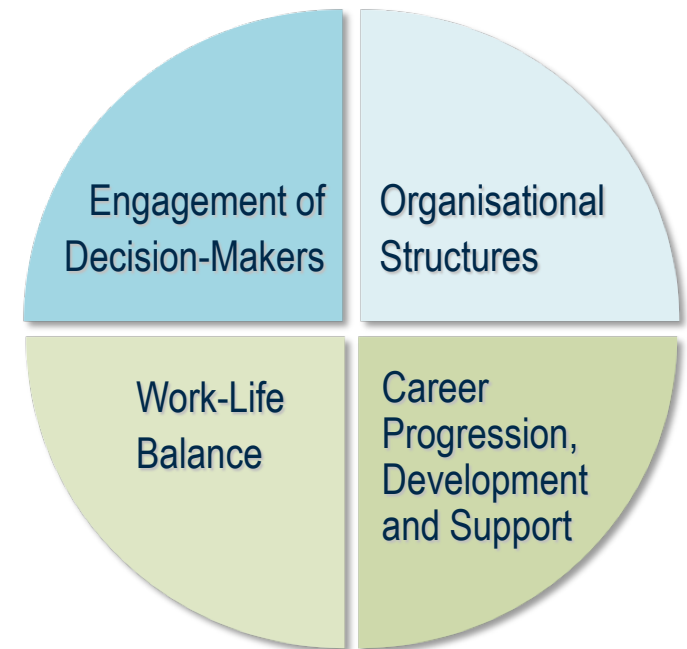 Engagement of
Decision-Makers
Organisational
Structures
Work-Life
Balance
Career
Progression,
Development
and Support